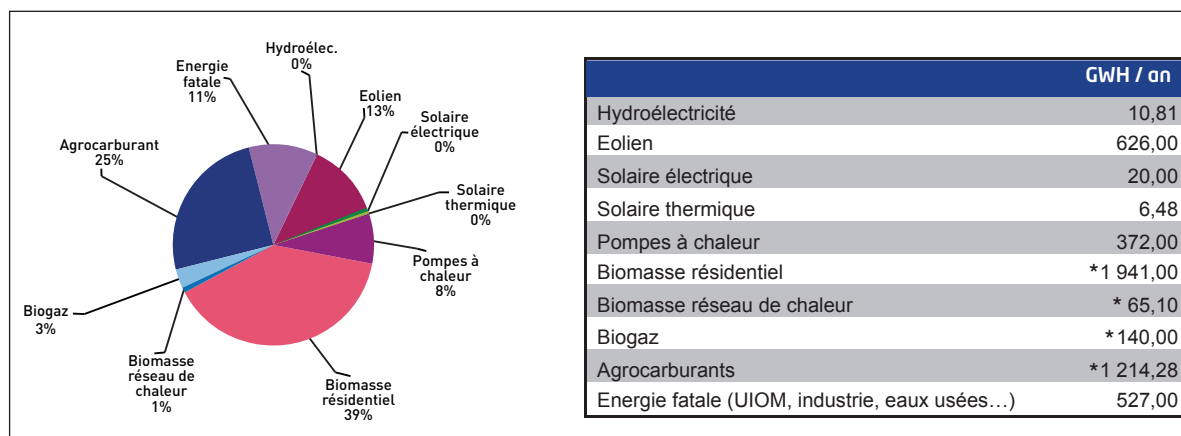 Hydroélec.
0%
Energie
fatale
11%
Eolien
13%
Solaire
électrique
0%
Agrocarburant
25%
Solaire
thermique
0%
Pompes à
chaleur
8%
Biogaz
3%
Biomasse
réseau de
chaleur
1%
Biomasse
résidentiel
39%
GWH / an
Hydroélectricité 10,81
Eolien 626,00
Solaire électrique 20,00
Solaire thermique 6,48
Pompes à chaleur 372,00
Biomasse résidentiel *1 941,00
Biomasse réseau de chaleur * 65,10
Biogaz *140,00
Agrocarburants *1 214,28
Energie fatale (UIOM, industrie, eaux usées…) 527,00